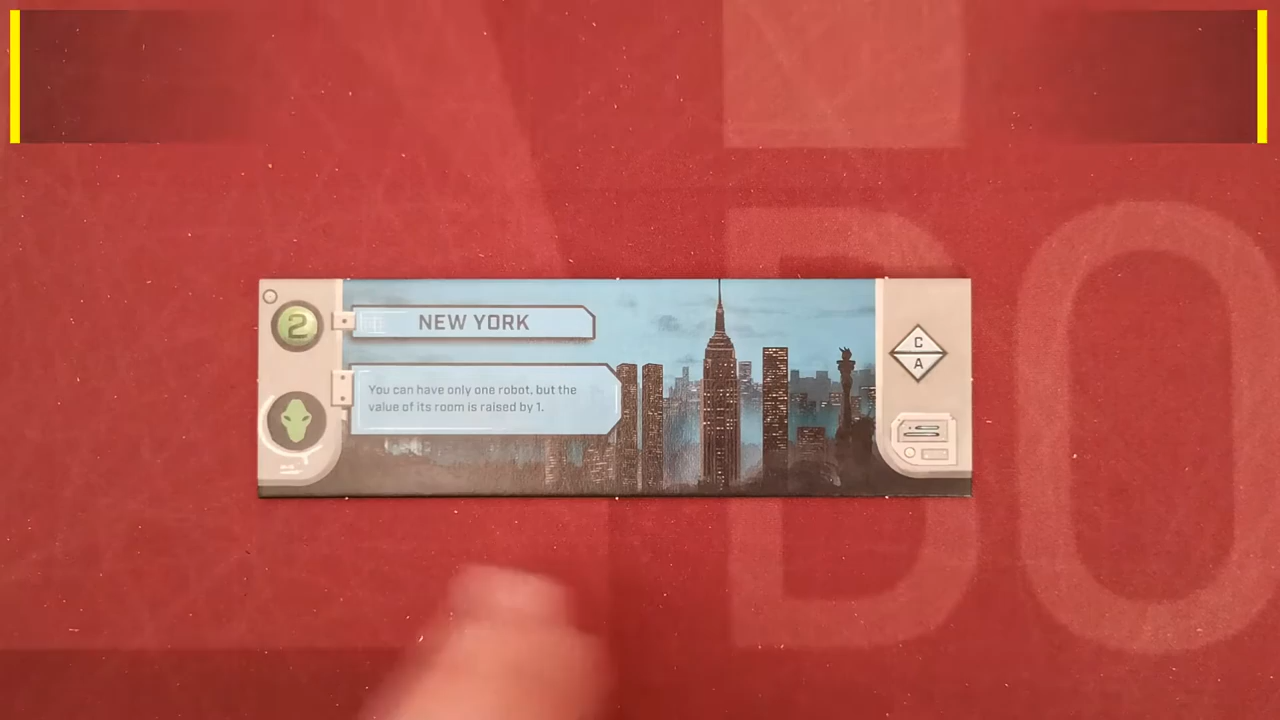 2
NEW YORK
You can have only one robot, but the
value of its room is raised by 1.
C
A
DO